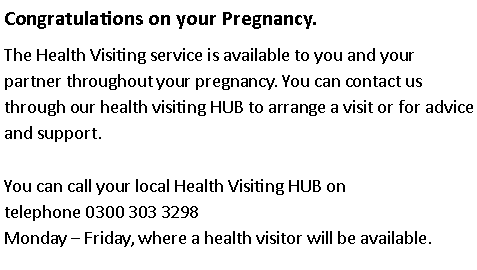 Congratulations on your Pregnancy.
The Health Visiting service is available to you and your
partner throughout your pregnancy. You can contact us
through our health visiting HUB to arrange a visit or for advice
and support.
You can call your local Health Visiting HUB on
telephone 0300 303 3298
Monday – Friday, where a health visitor will be available.